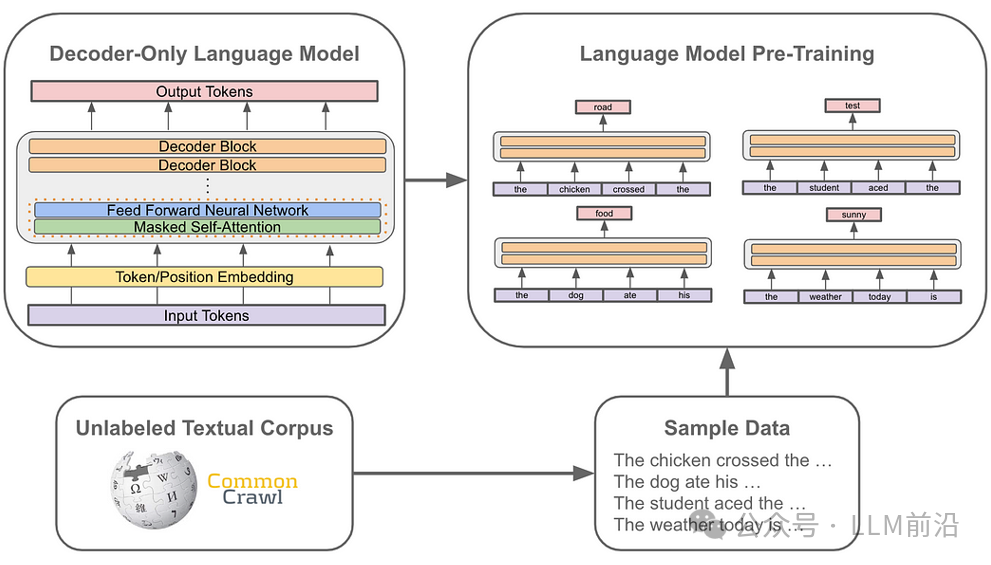 Decoder-Only Language Model
Output Tokens
Decoder Block
Decoder Block
Feed Forward Neural Network
Masked Self-Attention
Token/Position Embedding
Input Tokens
Language Model Pre-Training
road
the chicken crossed the
test
the student aced the
food
the dog ate his
sunny
the weather today is
Unlabeled Textual Corpus
Ω W И
Common
Crawl
Sample Data
The chicken crossed the …
The dog ate his …
The student aced the …
The weather today is …
公众号 · LLM前沿